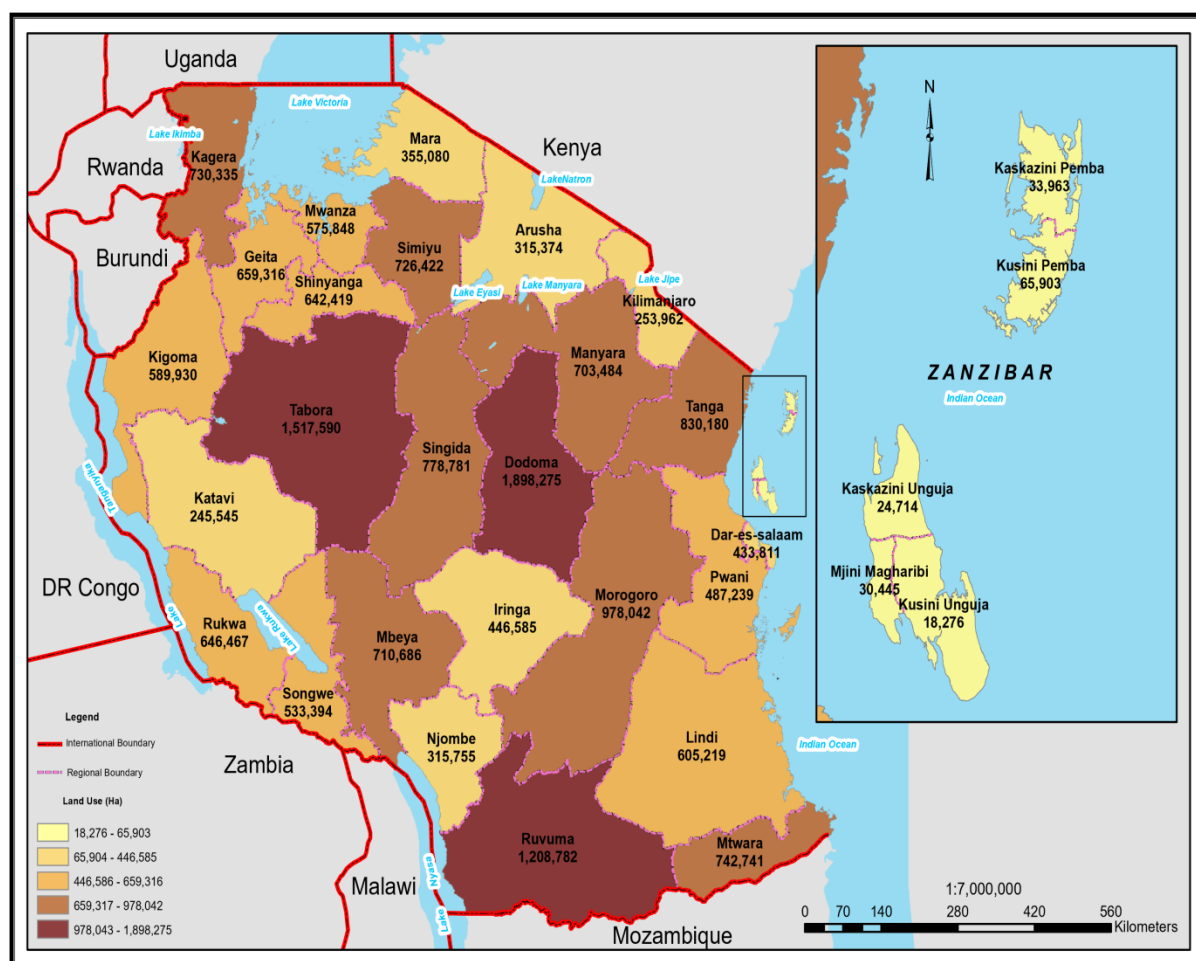 Uganda
Lake Victoria
Lake Ikimba
Mara
355,080
Kenya
Rwanda
Kagera
730,335
LakeNatron
Mwanza
575,848
Arusha
315,374
Burundi
Geita
659,316
Simiyu
726,422
Shinyanga
642,419
Lake Eyasi
Lake Manyara
Lake Jipe
Kilimanjaro
253,962
Kigoma
589,930
Manyara
703,484
Tabora
1,517,590
Tanga
830,180
Singida
778,781
Dodoma
1,898,275
Katavi
245,545
Lake Tanganyika
Dar-es-salaam
433,811
Pwani
487,239
DR Congo
Iringa
446,585
Morogoro
978,042
Rukwa
646,467
Lake Rukwa
Mbeya
710,686
Songwe
533,394
Njombe
315,755
Lindi
605,219
Indian Ocean
Zambia
Ruvuma
1,208,782
Mtwara
742,741
Malawi
Lake Nyasa
Mozambique
N
Kaskazini Pemba
33,963
Kusini Pemba
65,903
ZANZIBAR
Indian Ocean
Kaskazini Unguja
24,714
Mjini Magharibi
30,445
Kusini Unguja
18,276
Legend
International Boundary
Regional Boundary
Land Use (Ha)
18,276 - 65,903
65,904 - 446,585
446,586 - 659,316
659,317 - 978,042
978,043 - 1,898,275
1:7,000,000
0 70 140 280 420 560
Kilometers